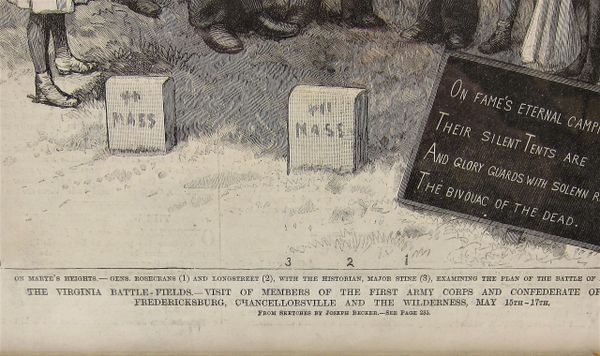 MASS
MASS
ON FAME'S ETERNAL CAMPI
THEIR SILENT TENTS ARE
AND GLORY GUARDS WITH SOLEMN R
THE BIVOUAC OF THE DEAD.
3 2 1
ON MARYE'S HEIGHTS.—GENS. ROSECRANS (1) AND LONGSTREET (2), WITH THE HISTORIAN, MAJOR STINE (3), EXAMINING THE PLAN OF THE BATTLE OF
THE VIRGINIA BATTLE-FIELDS.—VISIT OF MEMBERS OF THE FIRST ARMY CORPS AND CONFEDERATE OF
FREDERICKSBURG, CHANCELLORSVILLE AND THE WILDERNESS, MAY 15TH-17TH.
FROM SKETCHES BY JOSEPH BECKER.—SEE PAGE 255.